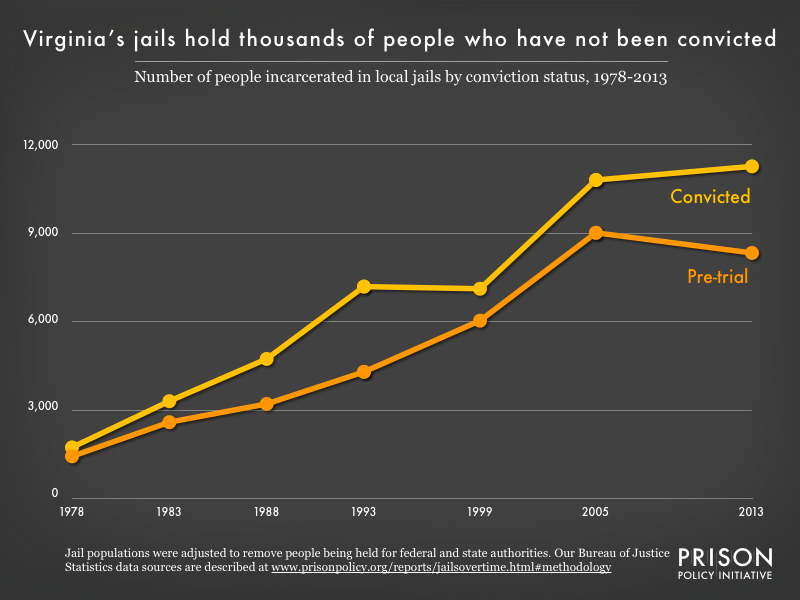 Virginia's jails hold thousands of people who have not been convicted
Number of people incarcerated in local jails by conviction status, 1978-2013
12,000
9,000
6,000
3,000
0
Convicted
Pre-trial
1978 1983 1988 1993 1999 2005 2013
Jail populations were adjusted to remove people being held for federal and state authorities. Our Bureau of Justice
Statistics data sources are described at www.prisonpolicy.org/reports/jailsovertime.html#methodology
PRISON
POLICY INITIATIVE